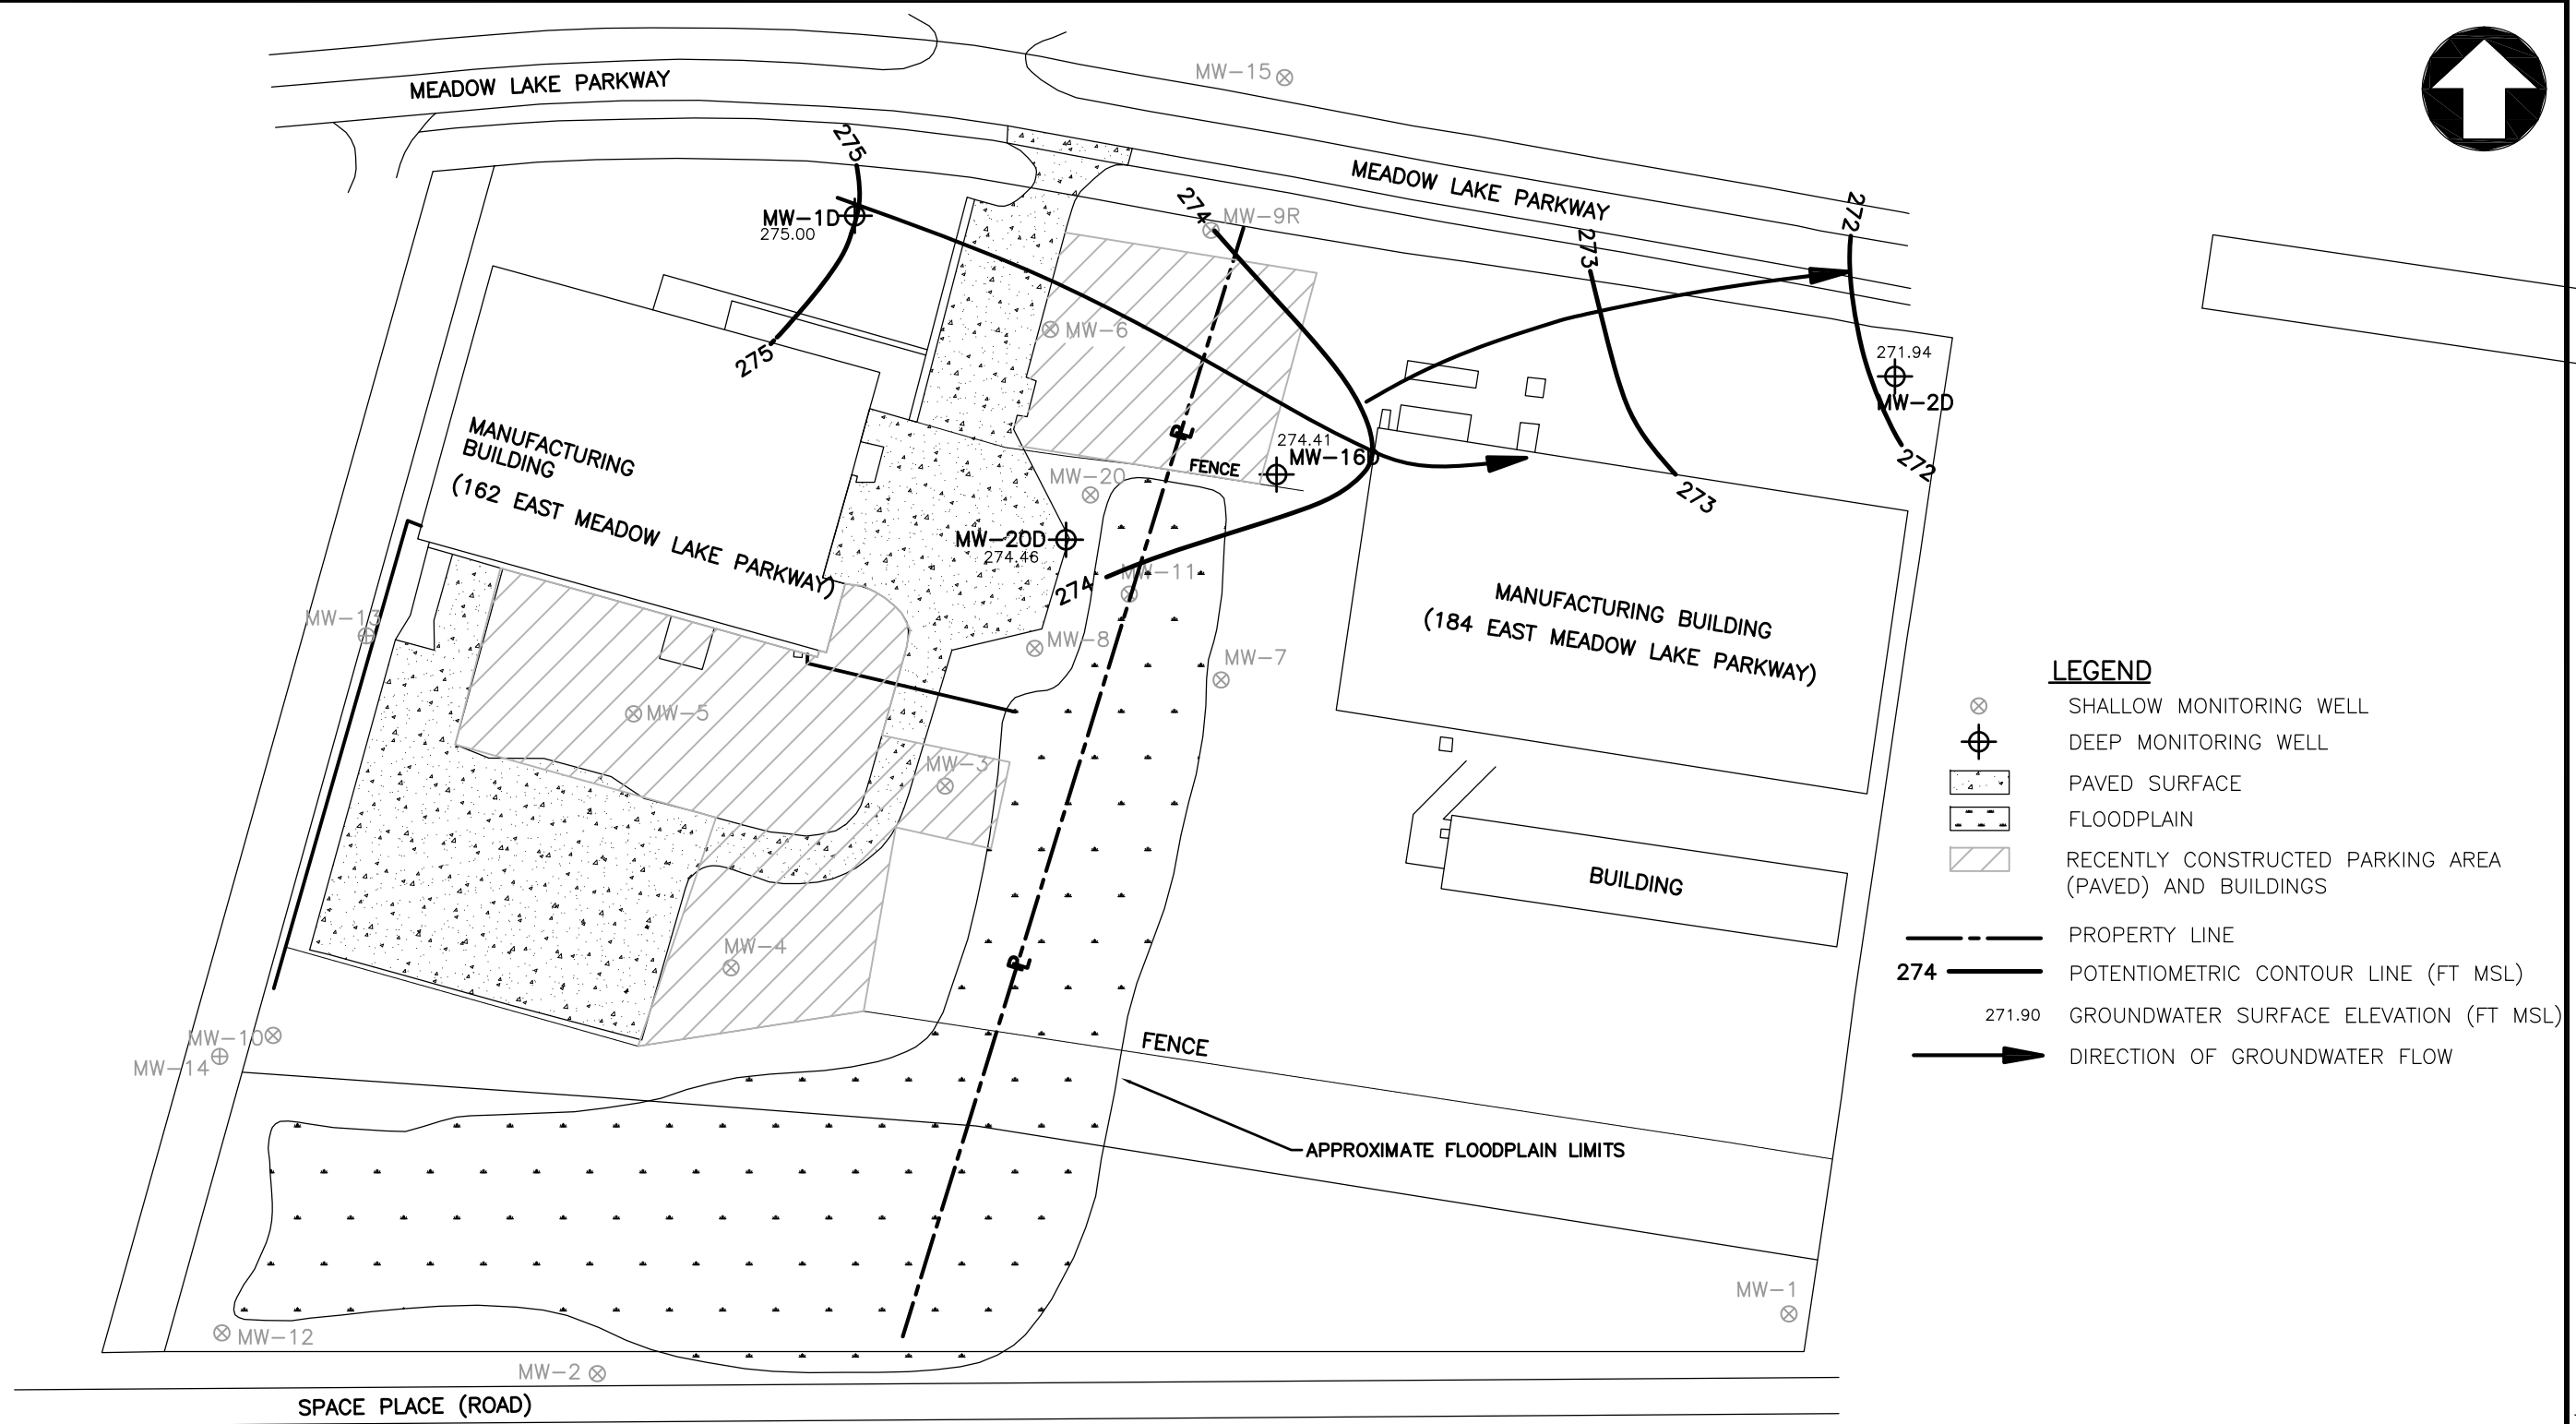 MW-15
MEADOW LAKE PARKWAY
275
MEADOW LAKE PARKWAY
274
MW-9R
272
MW-1D
275.00
273
MW-6
275
271.94
MW-2D
274.41
MW-16D
FENCE
272
MW-20
273
MANUFACTURING
BUILDING
(162 EAST MEADOW LAKE PARKWAY)
MW-20D
274.46
274
MW-11
MANUFACTURING BUILDING
(184 EAST MEADOW LAKE PARKWAY)
MW-13
MW-8
MW-7
MW-5
MW-3
BUILDING
MW-4
MW-10
MW-14
FENCE
APPROXIMATE FLOODPLAIN LIMITS
MW-1
MW-12
MW-2
SPACE PLACE (ROAD)
LEGEND
SHALLOW MONITORING WELL
DEEP MONITORING WELL
PAVED SURFACE
FLOODPLAIN
RECENTLY CONSTRUCTED PARKING AREA
(PAVED) AND BUILDINGS
PROPERTY LINE
274
POTENTIOMETRIC CONTOUR LINE (FT MSL)
271.90
GROUNDWATER SURFACE ELEVATION (FT MSL)
DIRECTION OF GROUNDWATER FLOW